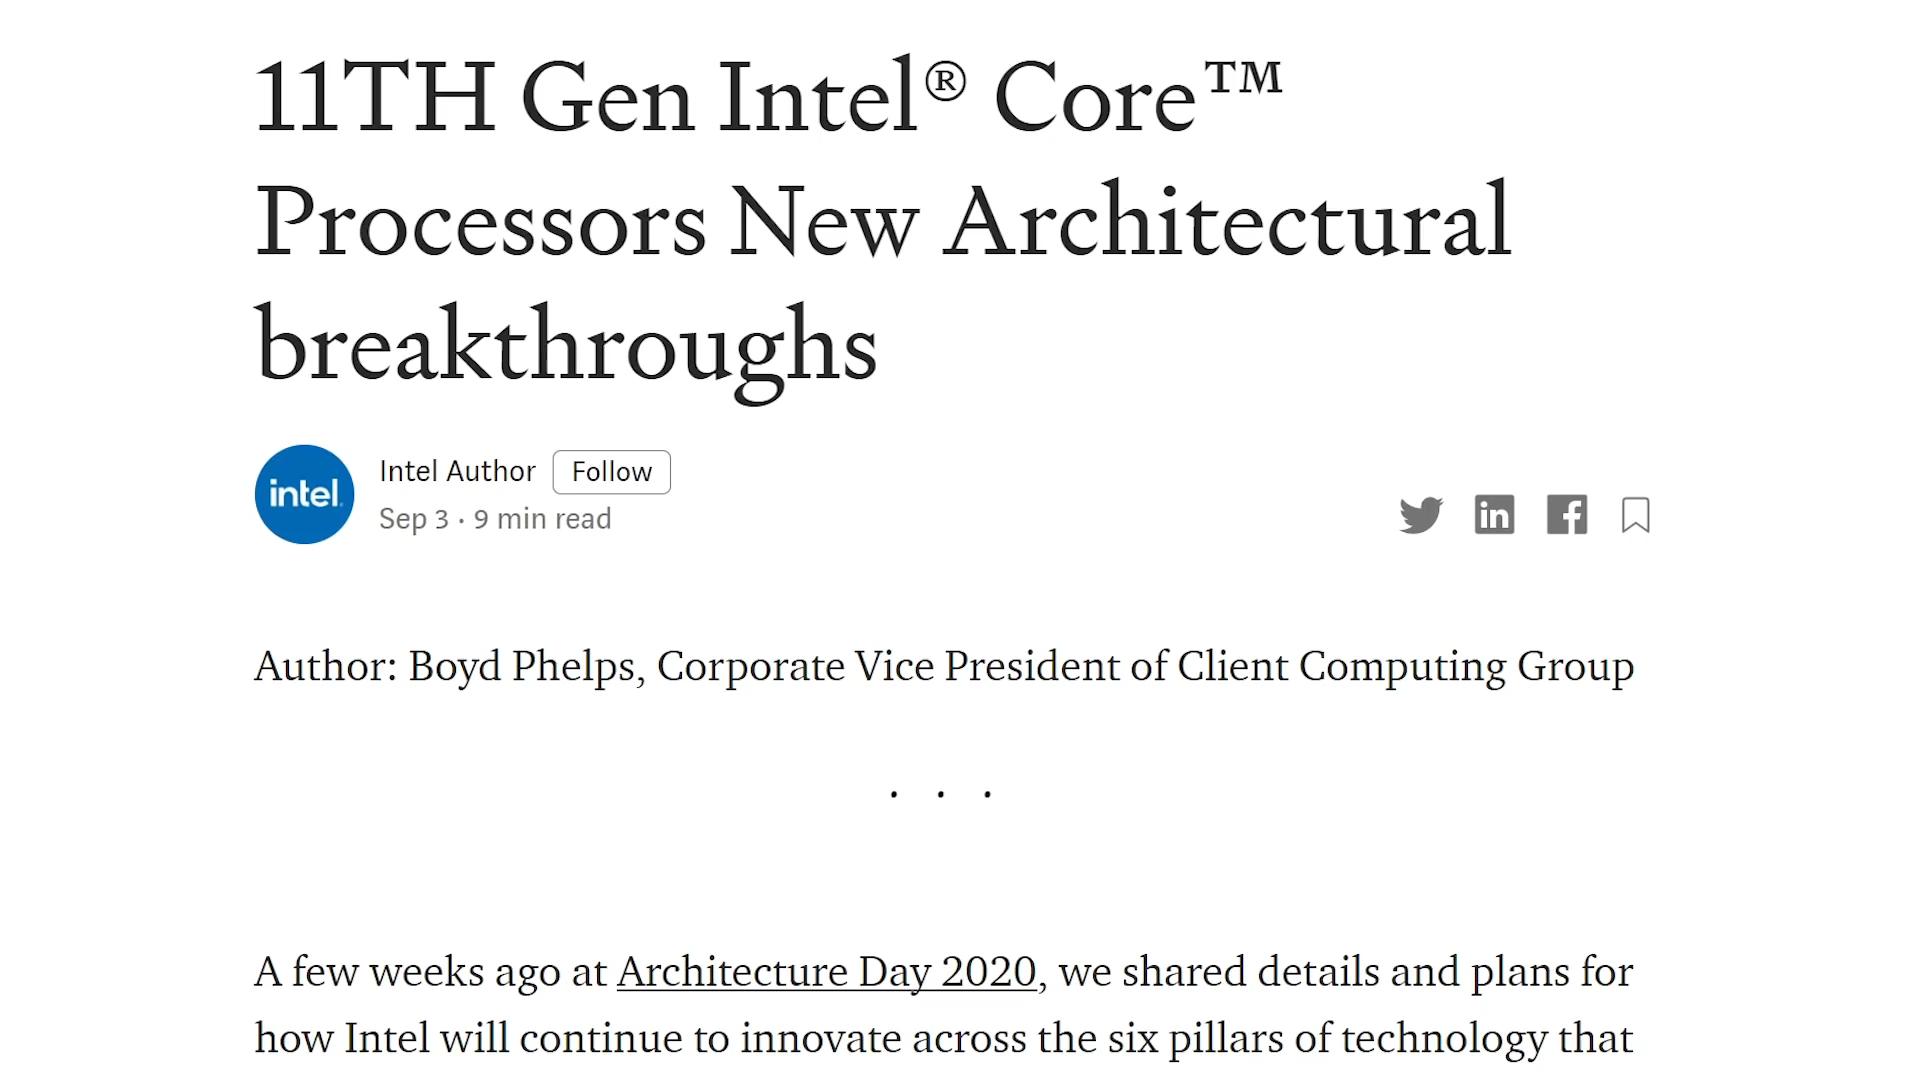 11TH Gen Intel® Core™
Processors New Architectural
breakthroughs
intel.
Intel Author Follow
Sep 3 · 9 min read
in
f
Author: Boyd Phelps, Corporate Vice President of Client Computing Group
. . .
A few weeks ago at Architecture Day 2020, we shared details and plans for
how Intel will continue to innovate across the six pillars of technology that